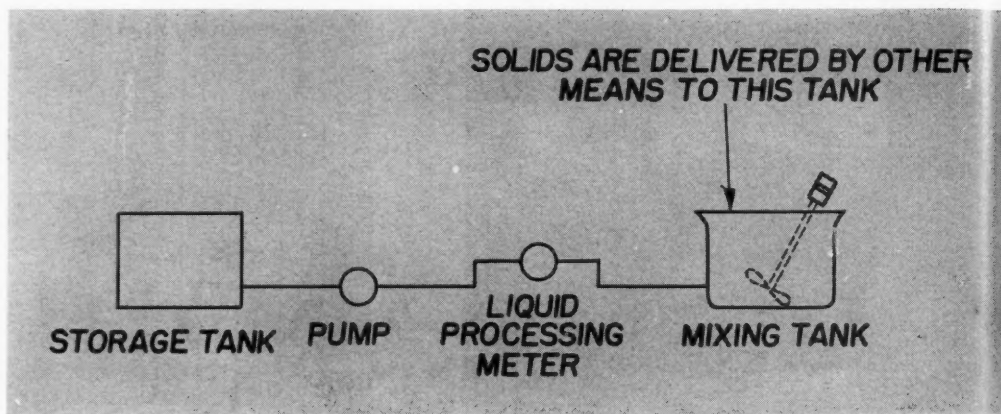 SOLIDS ARE DELIVERED BY OTHER
MEANS TO THIS TANK
STORAGE TANK
PUMP
LIQUID
PROCESSING
METER
MIXING TANK